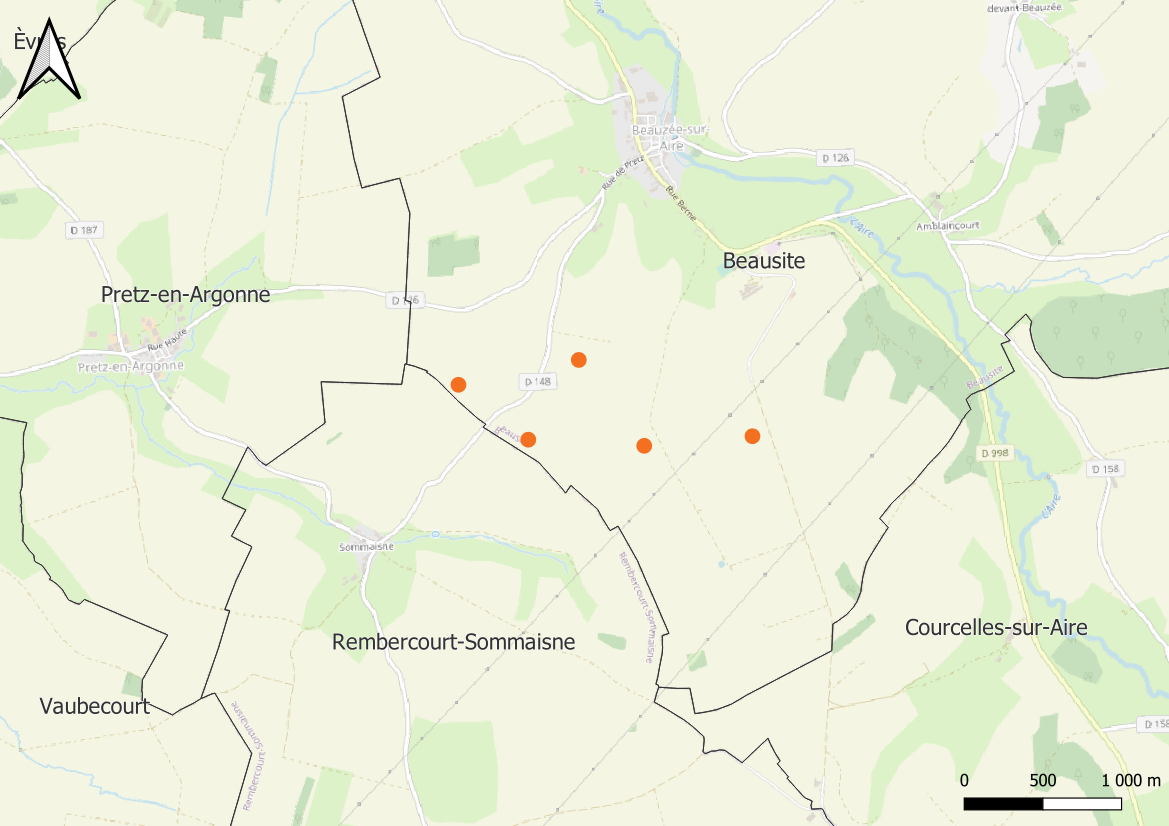 devant-Beauzée
Beauzée-sur-
Aire
D 126
Rue de Pretz
Rue Berne
l'Aire
Amblaincourt
D 187
Beausite
Pretz-en-Argonne
Rue Haute
Pretz-en-Argonne
D 148
Beausite
D 998
D 158
l'Aire
Sommaisne
Rembercourt-Sommaisne
Rembercourt-Sommaisne
Courcelles-sur-Aire
Vaubecourt
Rembercourt-Sommaisne
D 158
0 500 1 000 m